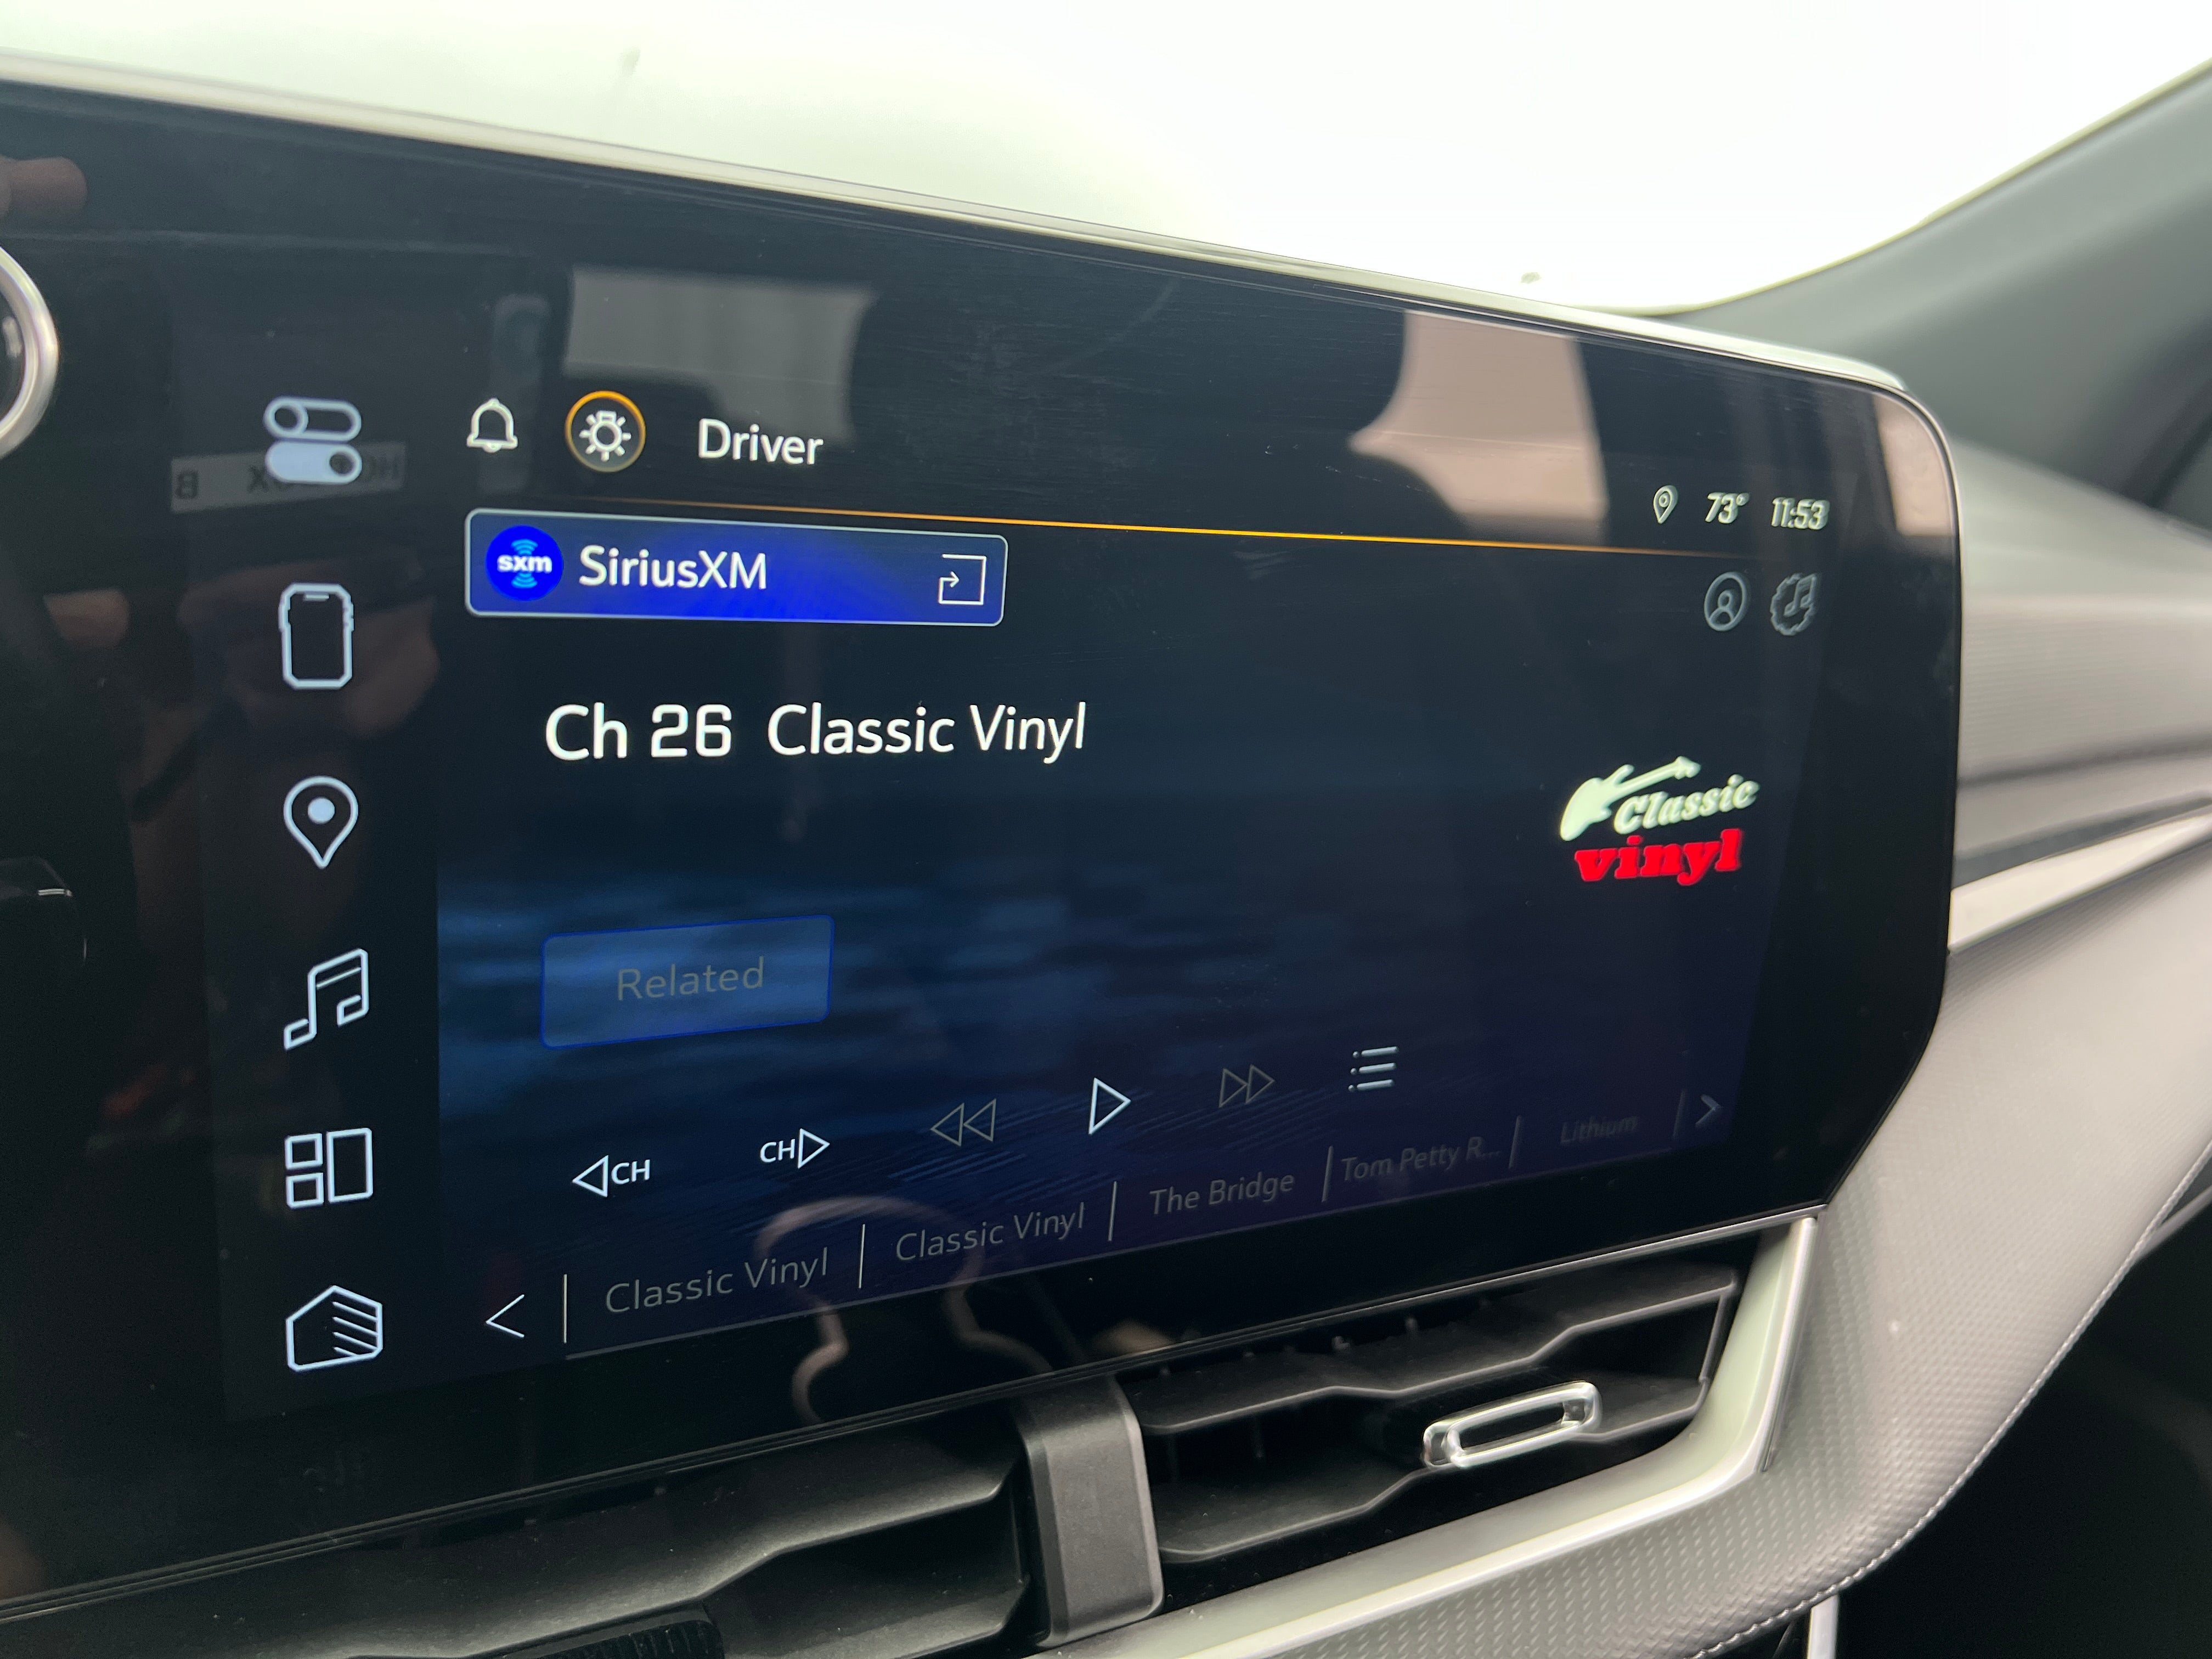 Driver
73° 11:53
sxm SiriusXM
Ch 26 Classic Vinyl
Classic
vinyl
Related
CH CH
Classic Vinyl Classic Vinyl The Bridge Tom Petty R... Lithium